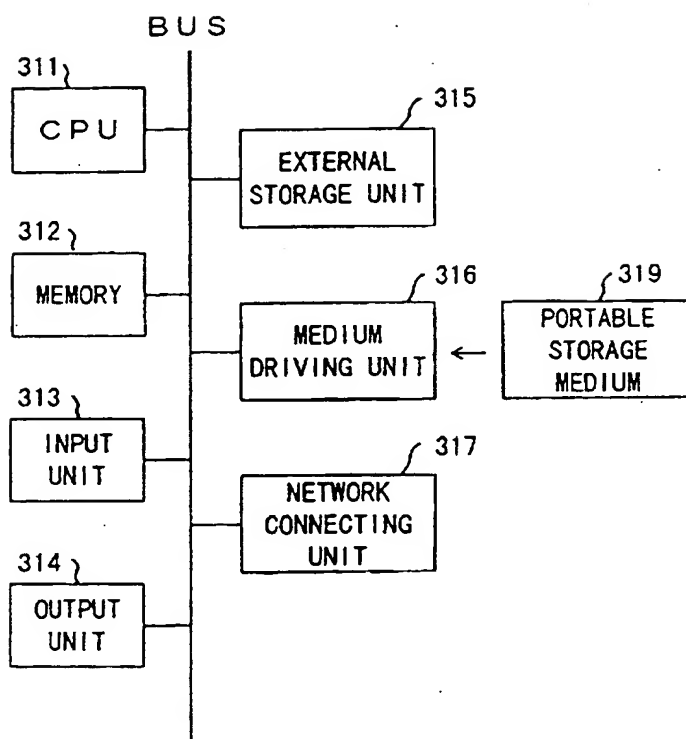 BUS
311
CPU
315
EXTERNAL
STORAGE UNIT
312
MEMORY
316
MEDIUM
DRIVING UNIT
319
PORTABLE
STORAGE
MEDIUM
313
INPUT
UNIT
317
NETWORK
CONNECTING
UNIT
314
OUTPUT
UNIT